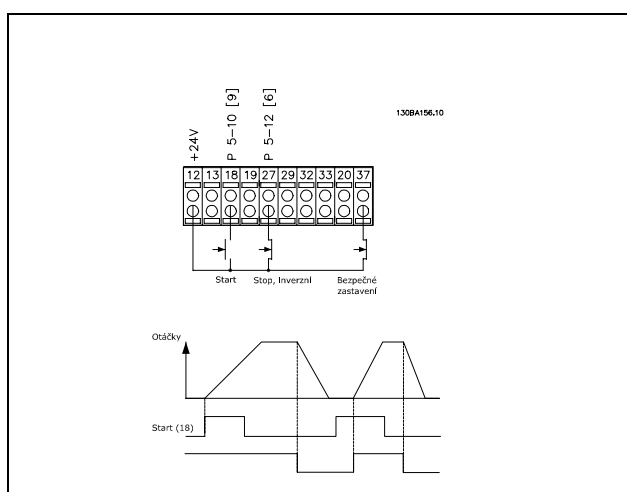 +24V
P 5-10 [9]
P 5-12 [6]
130BA156.10
12 13 18 19 27 29 32 33 20 37
Start
Stop, Inverzní
Bezpečné
zastavení
Otáčky
Start (18)